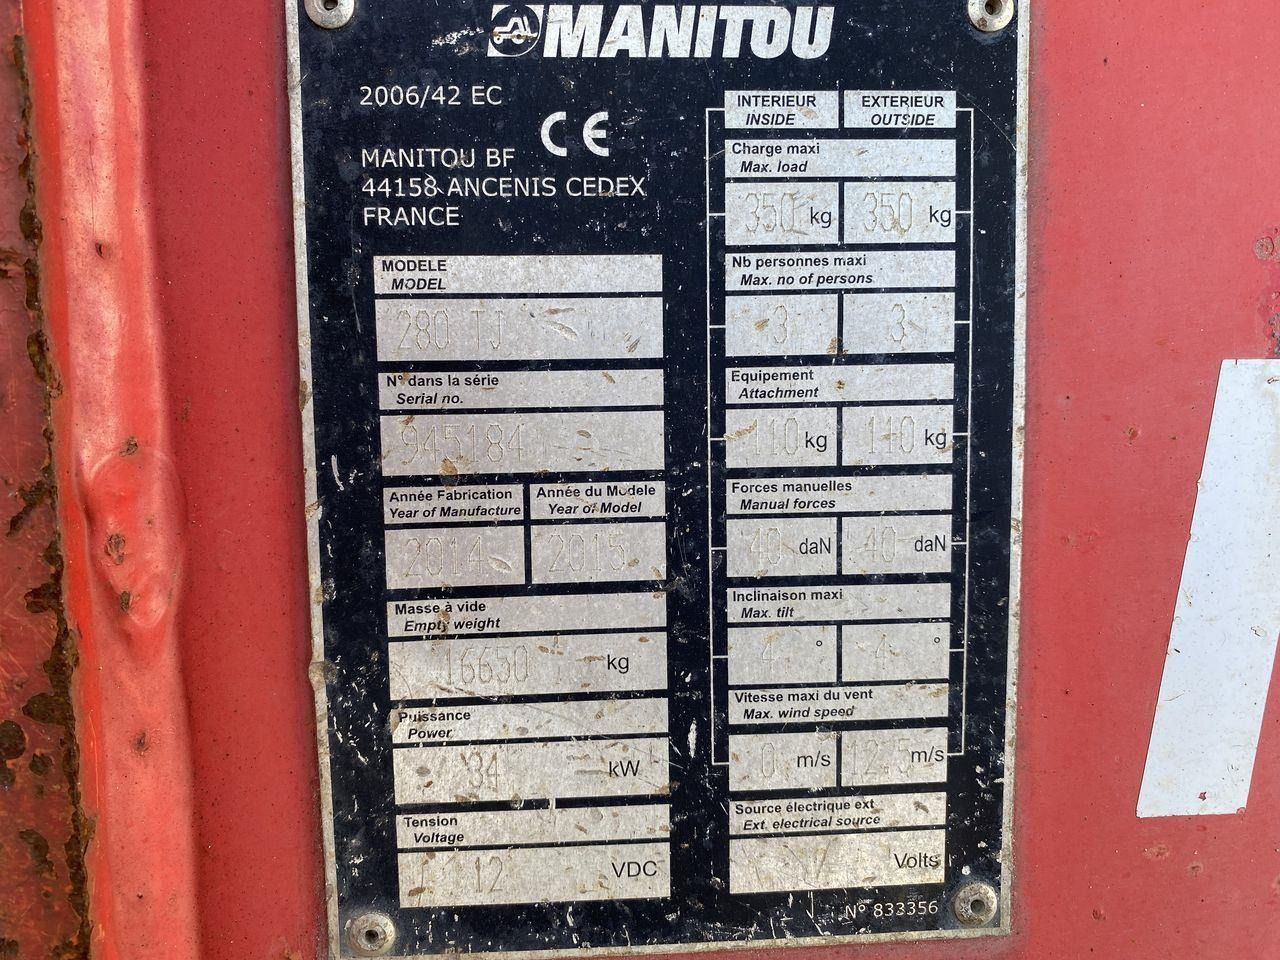 MANITOU
2006/42 EC
CE
MANITOU BF
44158 ANCENIS CEDEX
FRANCE
MODELE
MODEL
280 TJ
N° dans la série
Serial no.
945184
Année Fabrication
Year of Manufacture
Année du Modele
Year of Model
2014
2015
Masse à vide
Empty weight
16650 kg
Puissance
Power
34 kW
Tension
Voltage
12 VDC
INTERIEUR
INSIDE
EXTERIEUR
OUTSIDE
Charge maxi
Max. load
350 kg 350 kg
Nb personnes maxi
Max. no of persons
3 3
Equipement
Attachment
110 kg 110 kg
Forces manuelles
Manual forces
40 daN 40 daN
Inclinaison maxi
Max. tilt
4 ° 4 °
Vitesse maxi du vent
Max. wind speed
0 m/s 12.5 m/s
Source électrique ext
Ext. electrical source
Volts
N° 833356